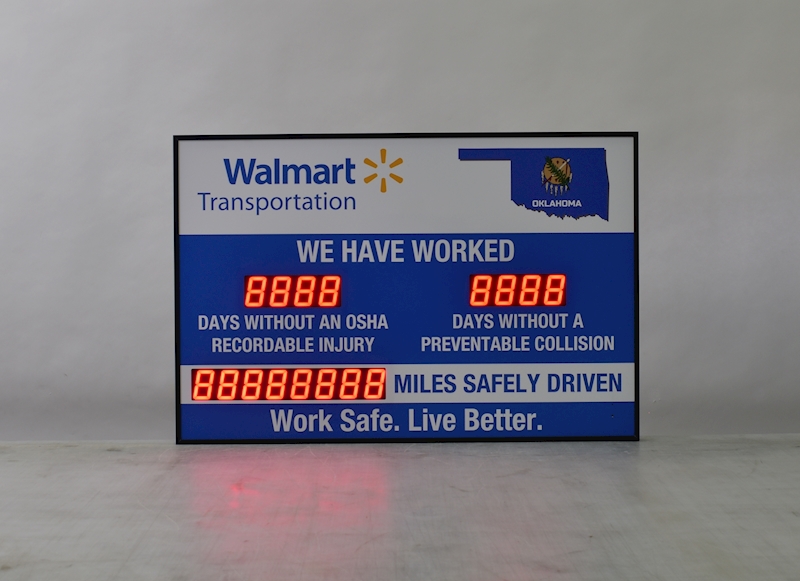 Walmart
Transportation
OKLAHOMA
WE HAVE WORKED
8888 8888
DAYS WITHOUT AN OSHA DAYS WITHOUT A
RECORDABLE INJURY PREVENTABLE COLLISION
88888888 MILES SAFELY DRIVEN
Work Safe. Live Better.